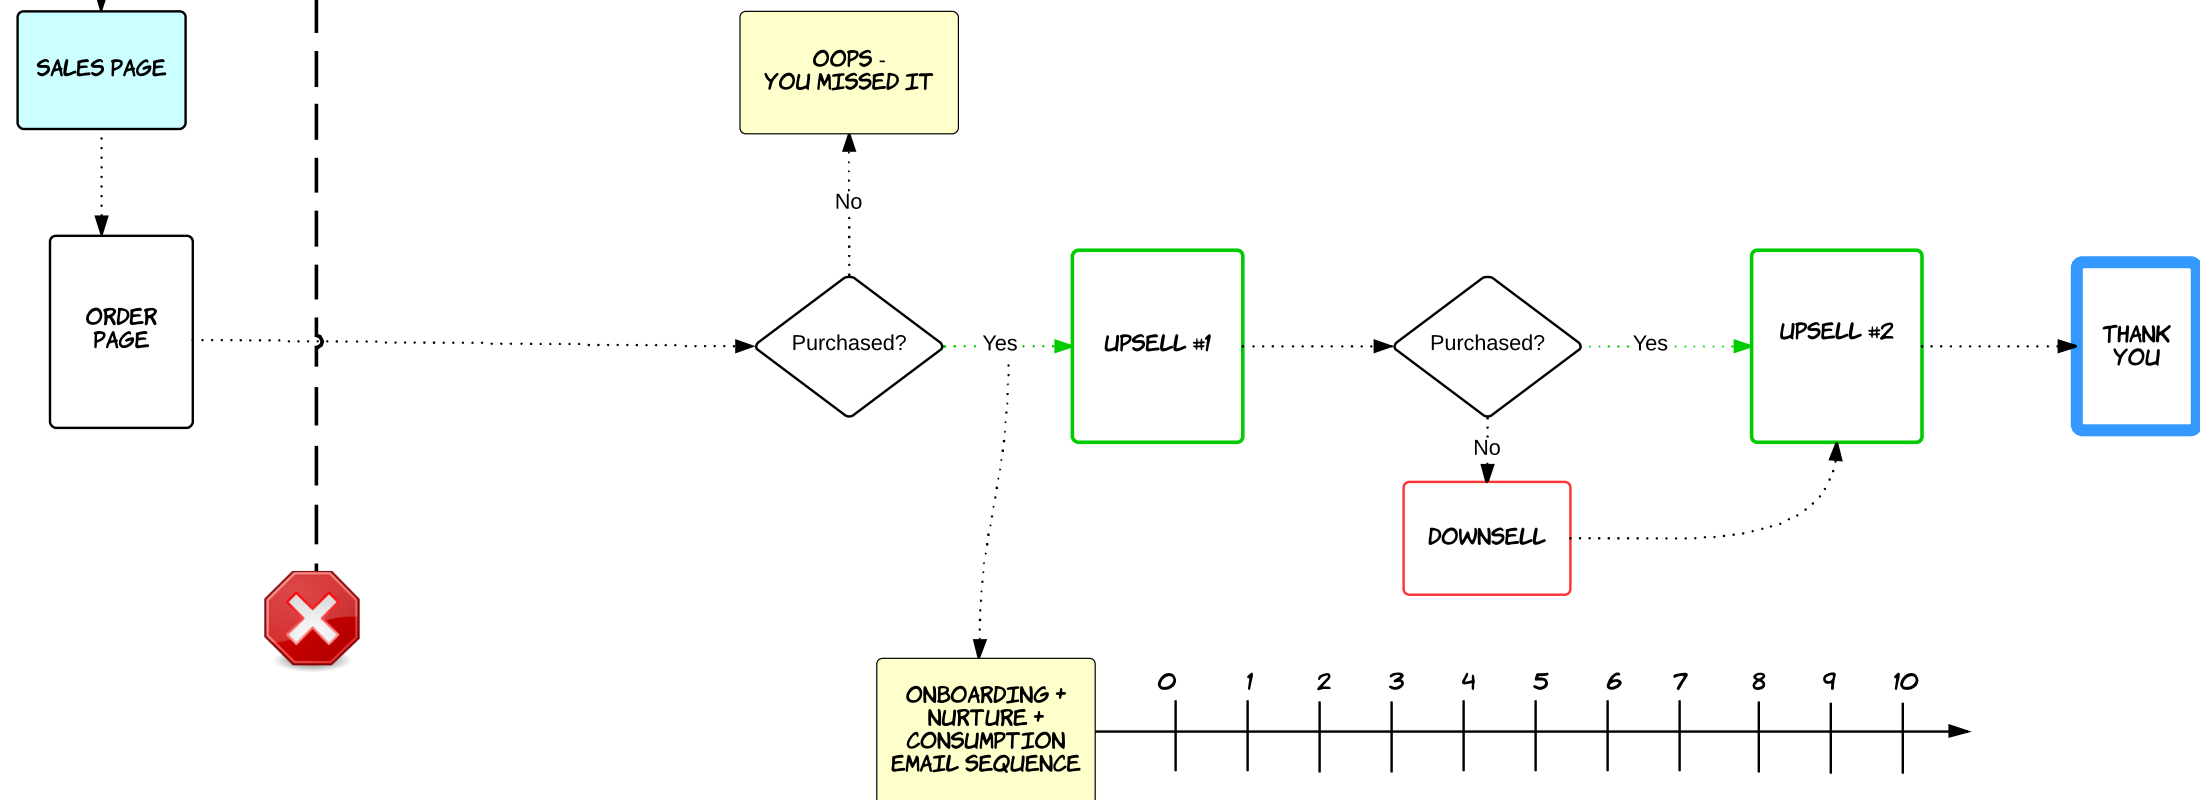 SALES PAGE
OOPS -
YOU MISSED IT
No
ORDER
PAGE
Purchased?
Yes
UPSELL #1
Purchased?
Yes
UPSELL #2
THANK
YOU
No
DOWNSELL
ONBOARDING +
NURTURE +
CONSUMPTION
EMAIL SEQUENCE
0 1 2 3 4 5 6 7 8 9 10